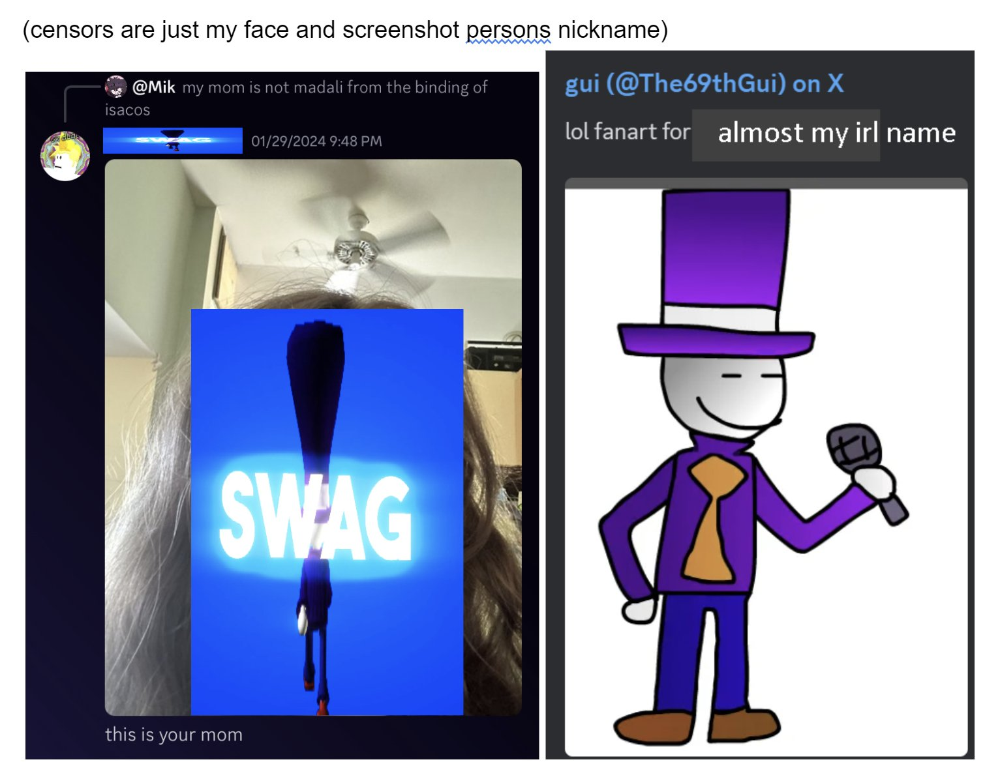 (censors are just my face and screenshot persons nickname)
@Mik my mom is not madali from the binding of
isacos
SWAG 01/29/2024 9:48 PM
SWAG
this is your mom
gui (@The69thGui) on X
lol fanart for almost my irl name